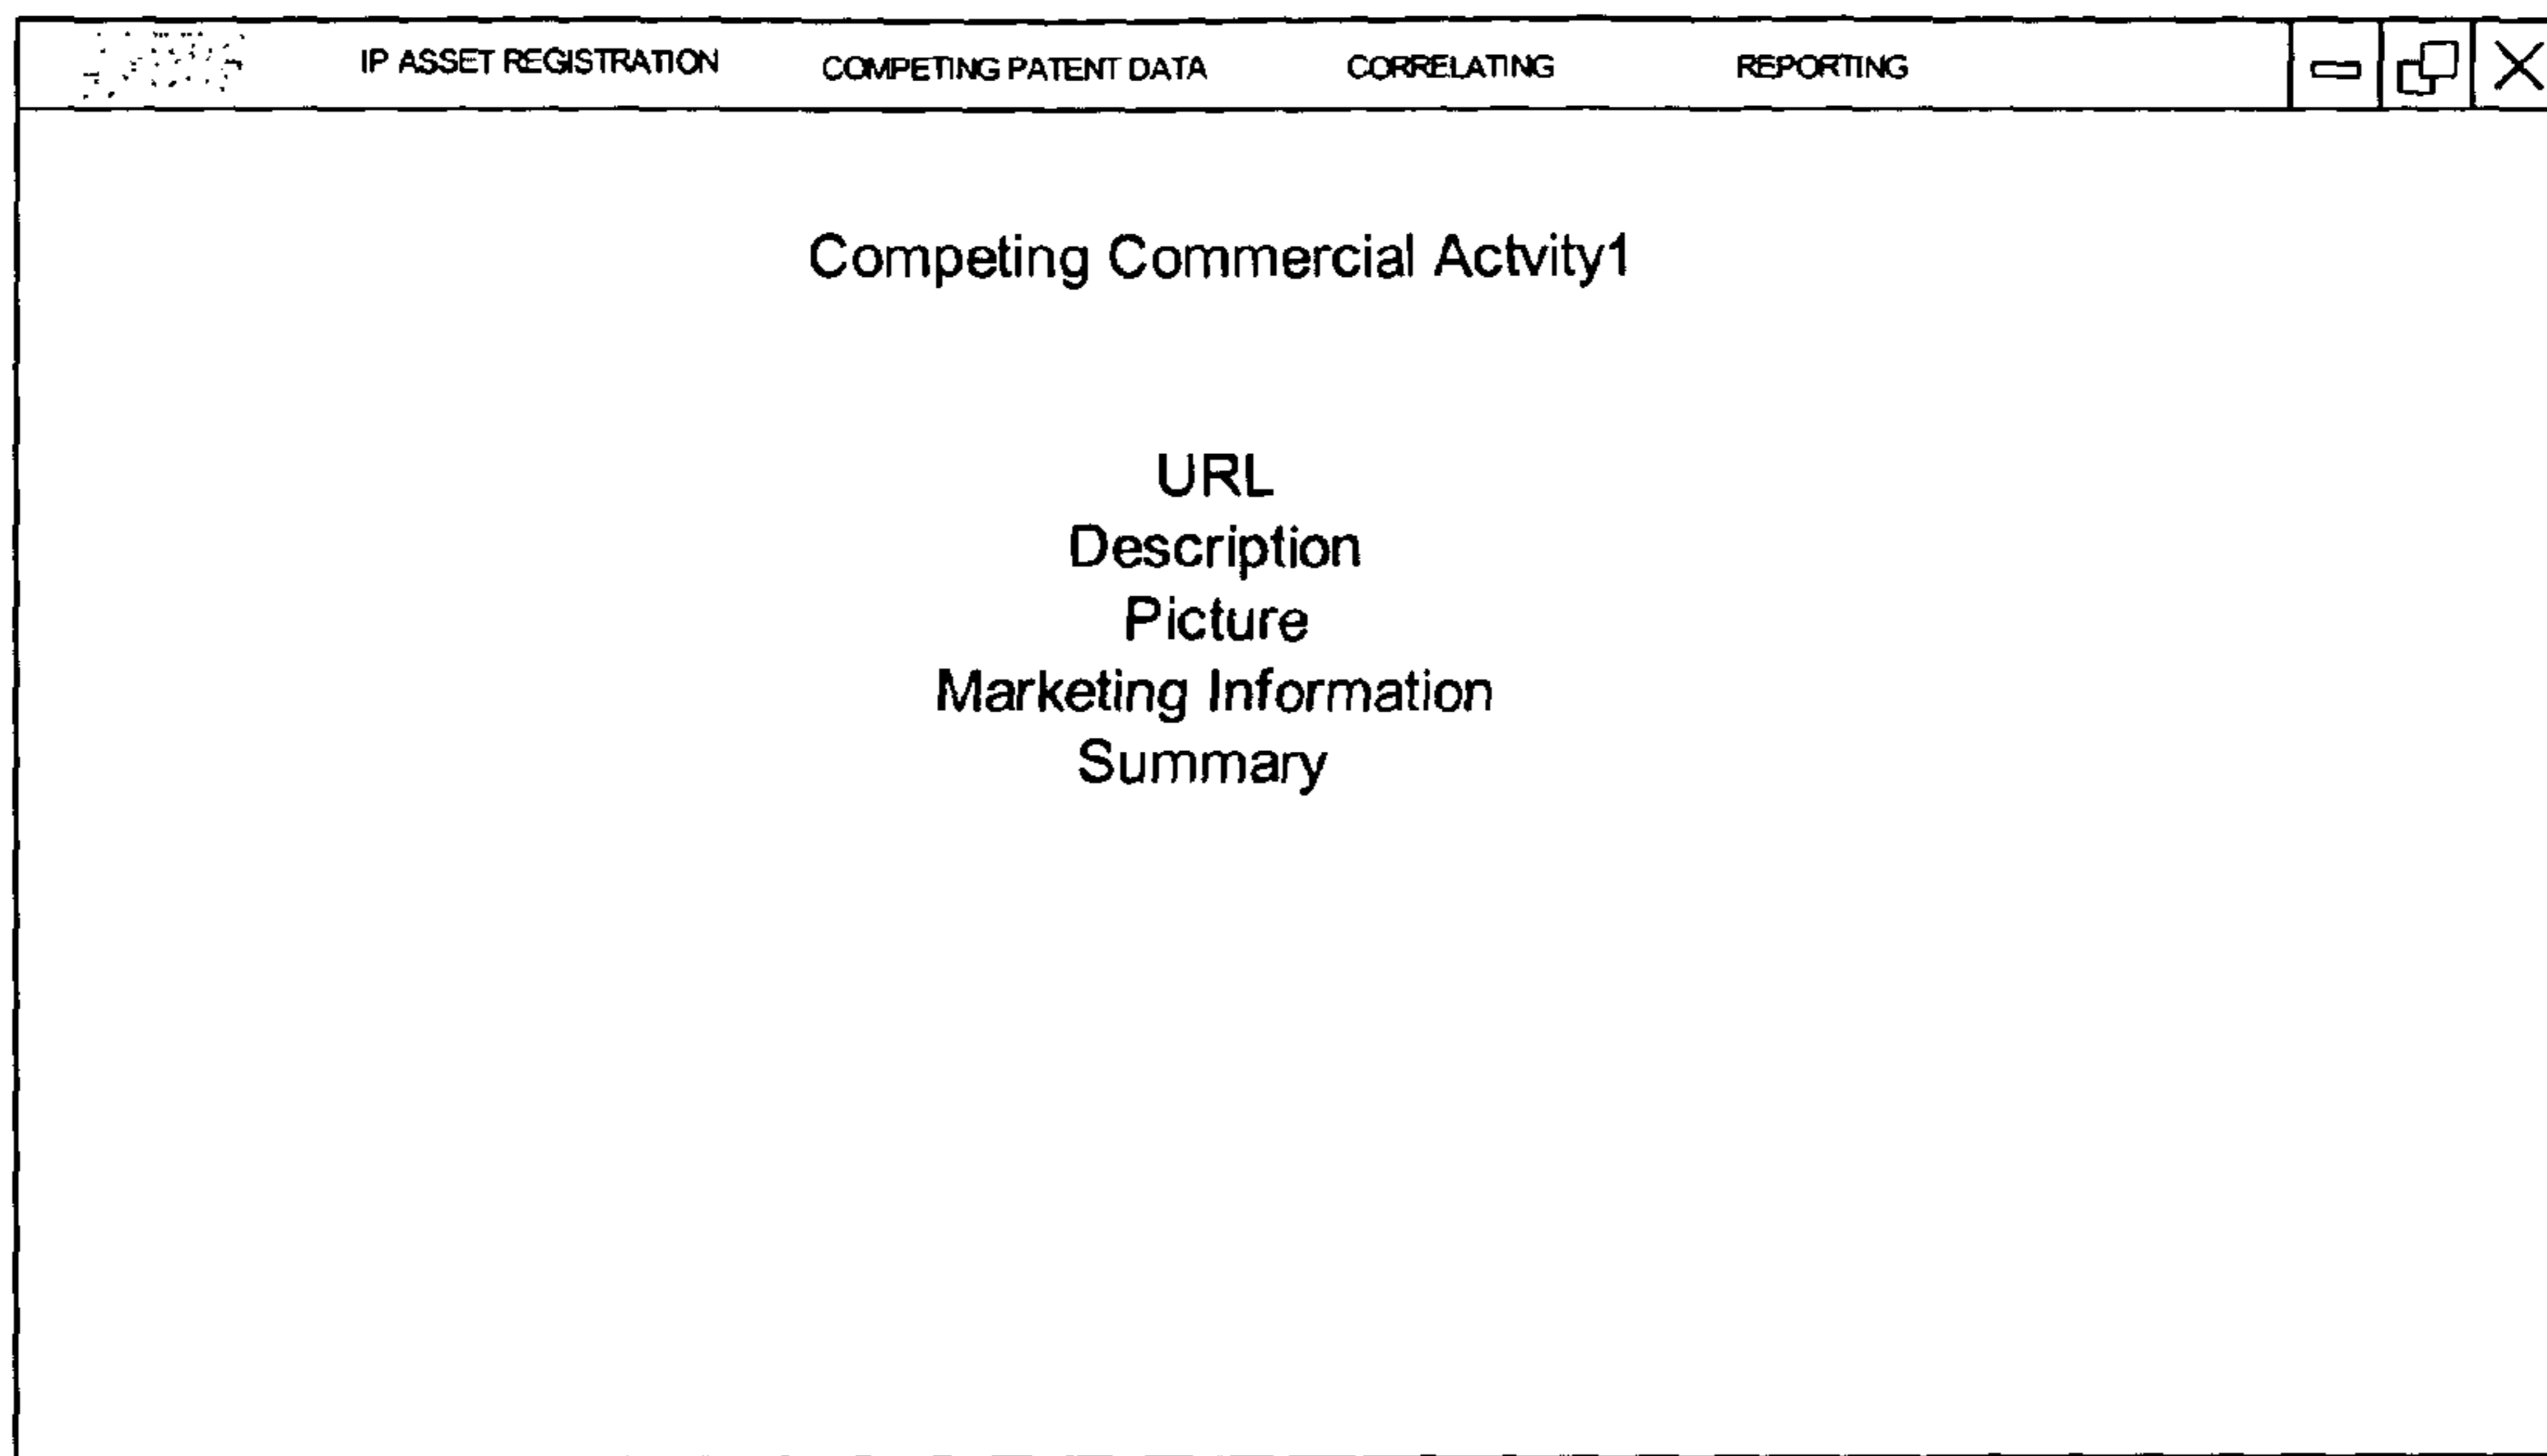 IP ASSET REGISTRATION COMPETING PATENT DATA CORRELATING REPORTING
Competing Commercial Actvity1
URL
Description
Picture
Marketing Information
Summary